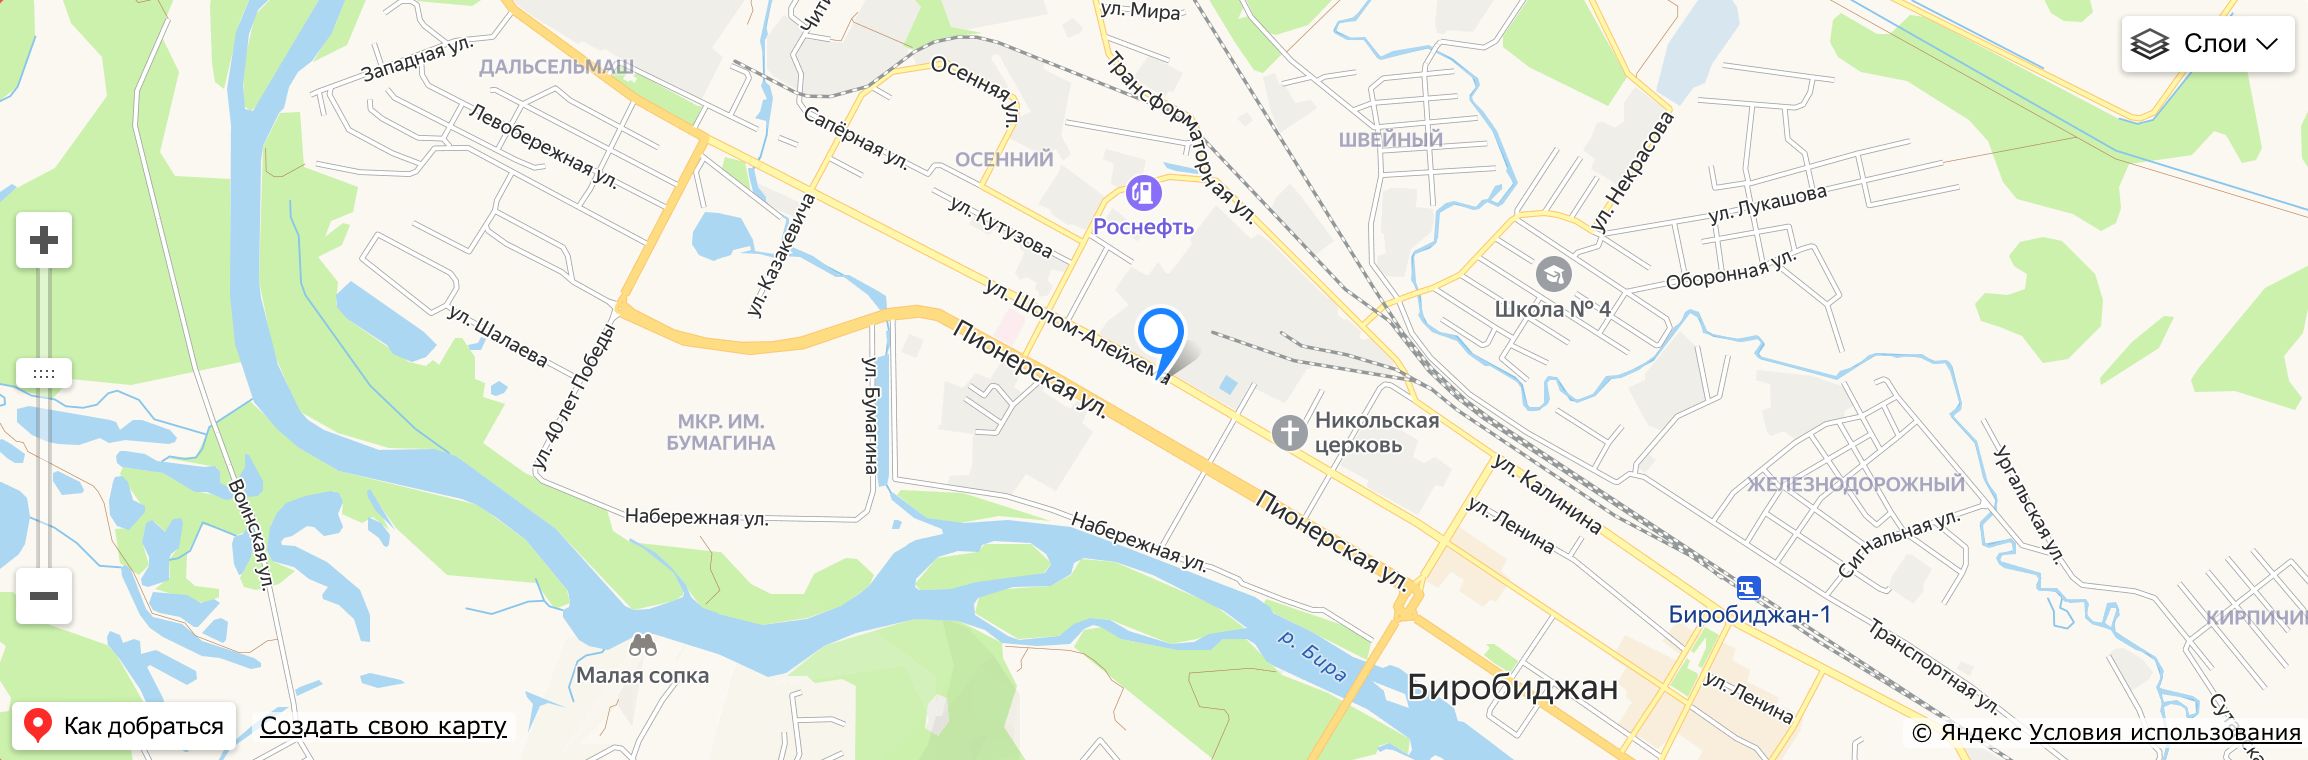 ул. Мира
Слои
Западная ул.
ДАЛЬСЕЛЬМАШ
Осенняя ул.
Трансформаторная ул.
Левобережная ул.
Сапёрная ул.
ОСЕННИЙ
ШВЕЙНЫЙ
ул. Некрасова
ул. Лукашова
ул. Казакевича
ул. Кутузова
Роснефть
Оборонная ул.
Школа № 4
ул. Шолом-Алейхема
ул. Шалаева
ул. 40 лет Победы
Пионерская ул.
ул. Бумагина
МКР. ИМ.
БУМАГИНА
Никольская
церковь
ул. Калинина
ул. Ленина
ЖЕЛЕЗНОДОРОЖНЫЙ
Ургальская ул.
Сигнальная ул.
Воинская ул.
Набережная ул.
Набережная ул.
Пионерская ул.
Биробиджан-1
КИРПИЧИ
Транспортная ул.
р. Бира
Малая сопка
Биробиджан
ул. Ленина
Как добраться
Создать свою карту
© Яндекс Условия использования